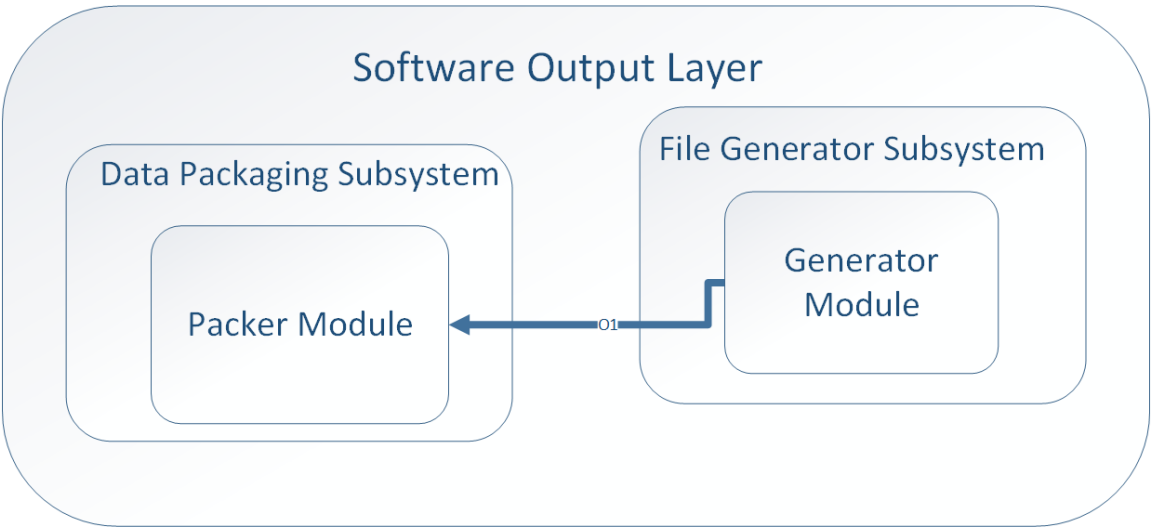 Software Output Layer
Data Packaging Subsystem
Packer Module
O1
File Generator Subsystem
Generator
Module